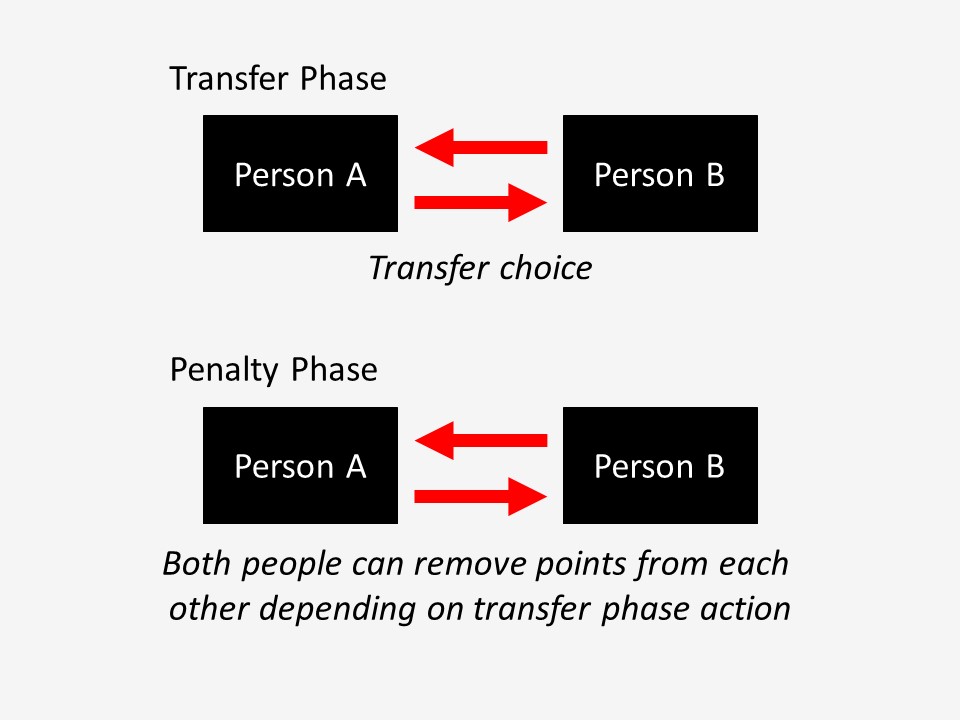 Transfer Phase
Person A
Person B
Transfer choice
Penalty Phase
Person A
Person B
Both people can remove points from each
other depending on transfer phase action